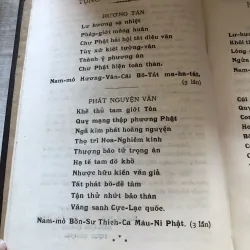 TỤNG
HƯƠNG TÁN
Lư hương sạ nhiệt
Pháp-giới mông huân
Chư Phật hải hội tất diêu văn
Tùy xứ kiết tường-vân
Thành ý phương ân
Chư Phật hiện toàn thân.
Nam-mô Hương-Vân-Cái Bồ-Tát ma-ha-tát. (3 lần)
PHÁT NGUYỆN VĂN
Khể thủ tam giới Tôn
Quy mạng thập phương Phật
Ngã kim phát hoằng nguyện
Thọ trì Hoa-Nghiêm kinh
Thượng báo tứ trọng ân
Hạ tế tam đồ khổ
Nhược hữu kiến văn giả
Tất phát bồ-đề tâm
Tận thử nhứt báo thân
Vãng sanh Cực-Lạc quốc.
Nam-mô Bổn-Sư Thích-Ca Mâu-Ni Phật. (3 lần)